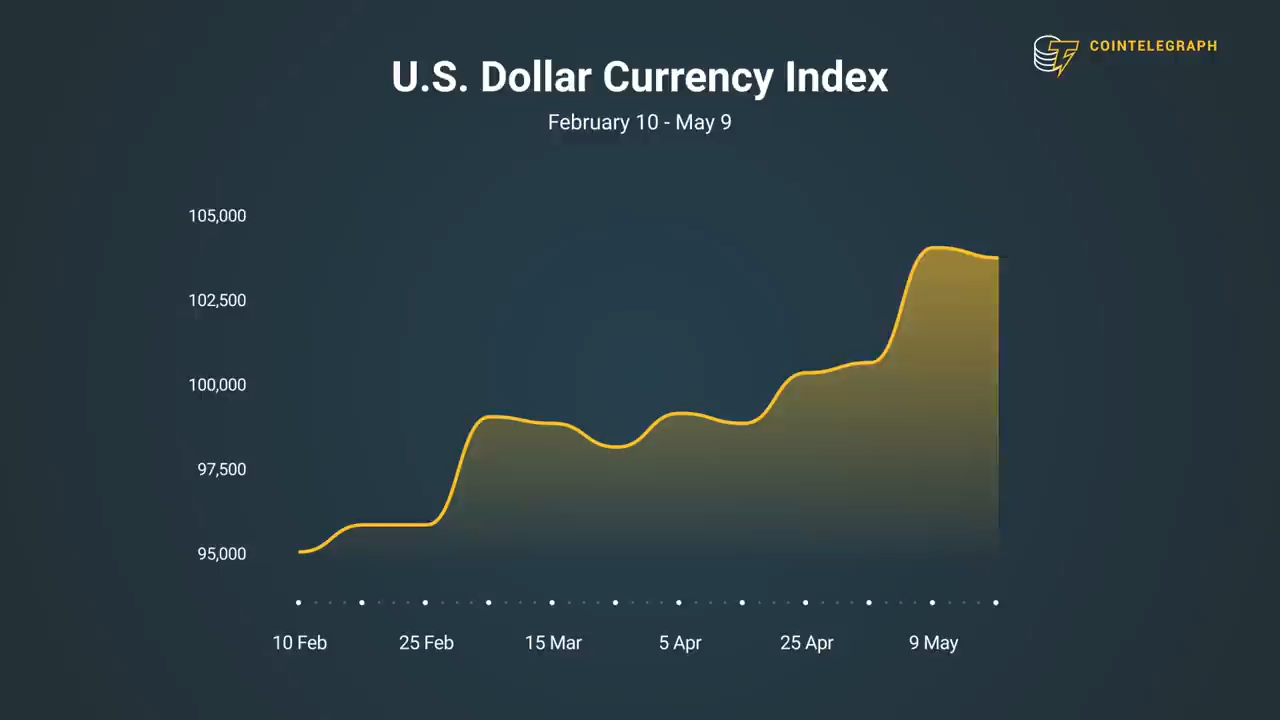 COINTELEGRAPH
U.S. Dollar Currency Index
February 10 - May 9
105,000
102,500
100,000
97,500
95,000
10 Feb 25 Feb 15 Mar 5 Apr 25 Apr 9 May